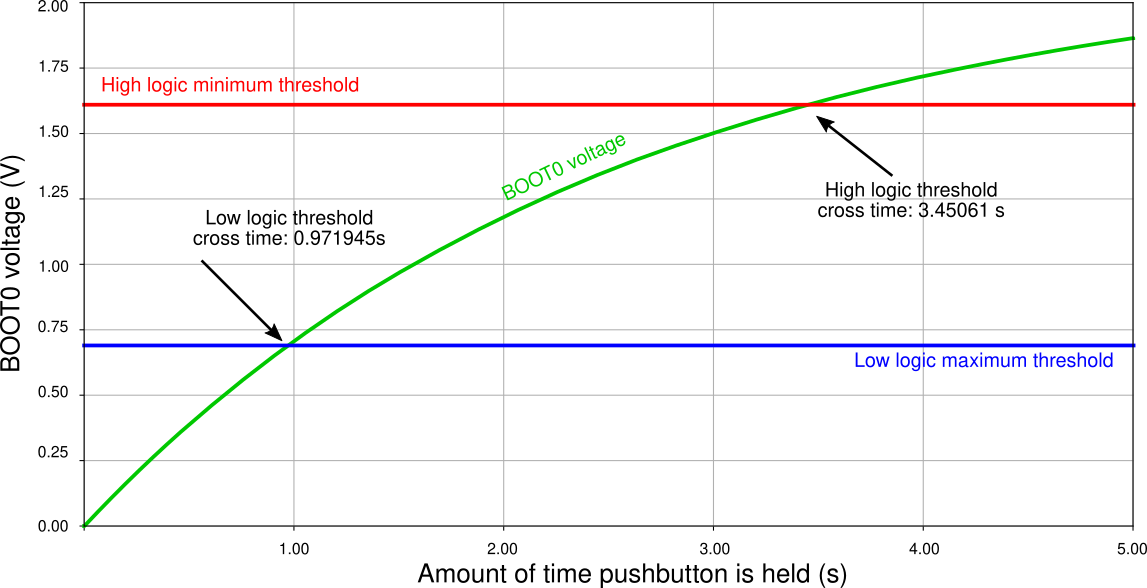 2.00
1.75
High logic minimum threshold
1.50
BOOT0 voltage
1.25
High logic threshold
cross time: 3.45061 s
Low logic threshold
cross time: 0.971945s
1.00
0.75
Low logic maximum threshold
0.50
0.25
0.00
BOOT0 voltage (V)
1.00 2.00 3.00 4.00 5.00
Amount of time pushbutton is held (s)